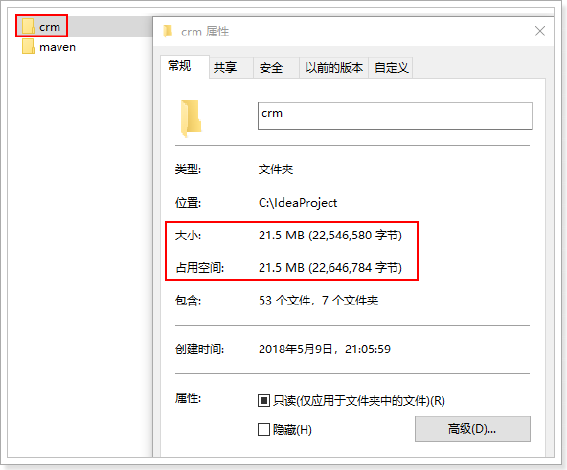 crm
maven
crm 属性
常规 共享 安全 以前的版本 自定义
crm
类型: 文件夹
位置: C:\IdeaProject
大小: 21.5 MB (22,546,580 字节)
占用空间: 21.5 MB (22,646,784 字节)
包含: 53 个文件，7 个文件夹
创建时间: 2018年5月9日，21:05:59
属性: 只读(仅应用于文件夹中的文件)(R)
隐藏(H) 高级(D)...